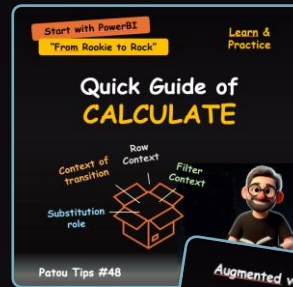 Start with PowerBI
"From Rookie to Rock"
Learn &
Practice
Quick Guide of
CALCULATE
Row
Context
Context of
transition
Filter
Context
Substitution
role
Patou Tips #48
Augmented